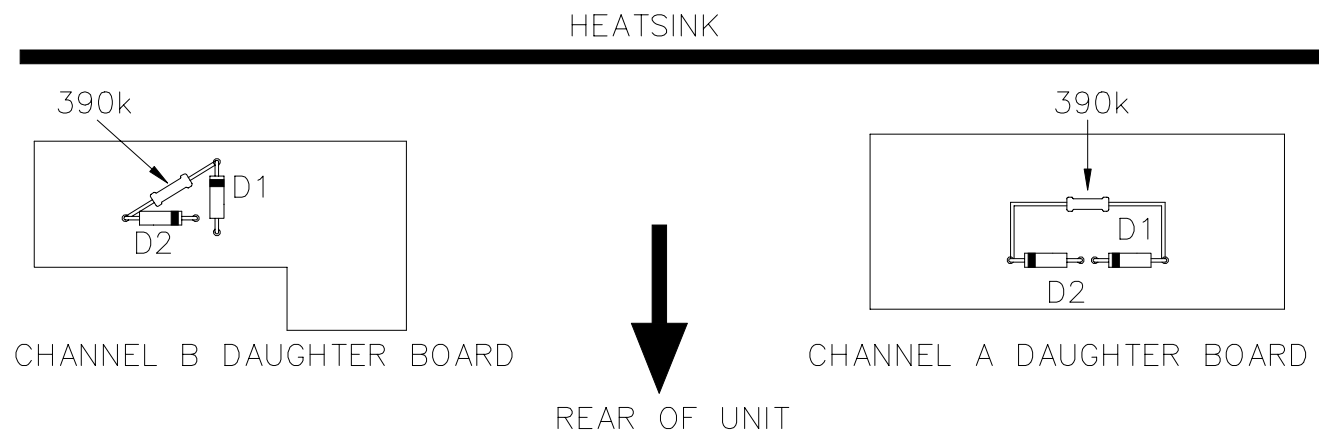 HEATSINK
390k
D1
D2
CHANNEL B DAUGHTER BOARD
390k
D1
D2
CHANNEL A DAUGHTER BOARD
REAR OF UNIT